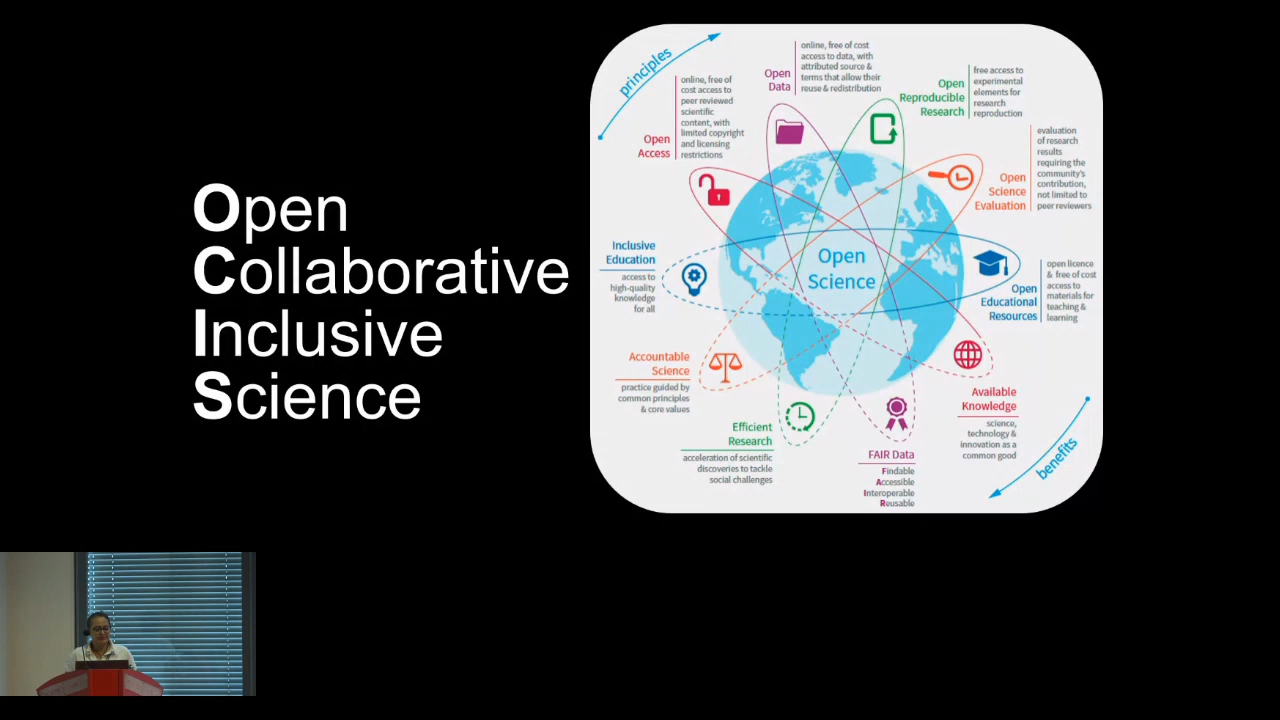 Open
Collaborative
Inclusive
Science
principles
Open
Access
online, free of
cost access to
peer reviewed
scientific
content, with
limited copyright
and licensing
restrictions
Open
Data
online, free of cost
access to data, with
attributed source &
terms that allow their
reuse & redistribution
Open
Reproducible
Research
free access to
experimental
elements for
research
reproduction
Open
Science
Evaluation
evaluation
of research
results
requiring the
community's
contribution,
not limited to
peer reviewers
Open
Science
Inclusive
Education
access to
high-quality
knowledge
for all
Open
Educational
Resources
open licence
& free of cost
access to
materials for
teaching &
learning
Accountable
Science
practice guided by
common principles
& core values
Efficient
Research
acceleration of scientific
discoveries to tackle
social challenges
FAIR Data
Findable
Accessible
Interoperable
Reusable
Available
Knowledge
science,
technology &
innovation as a
common good
benefits